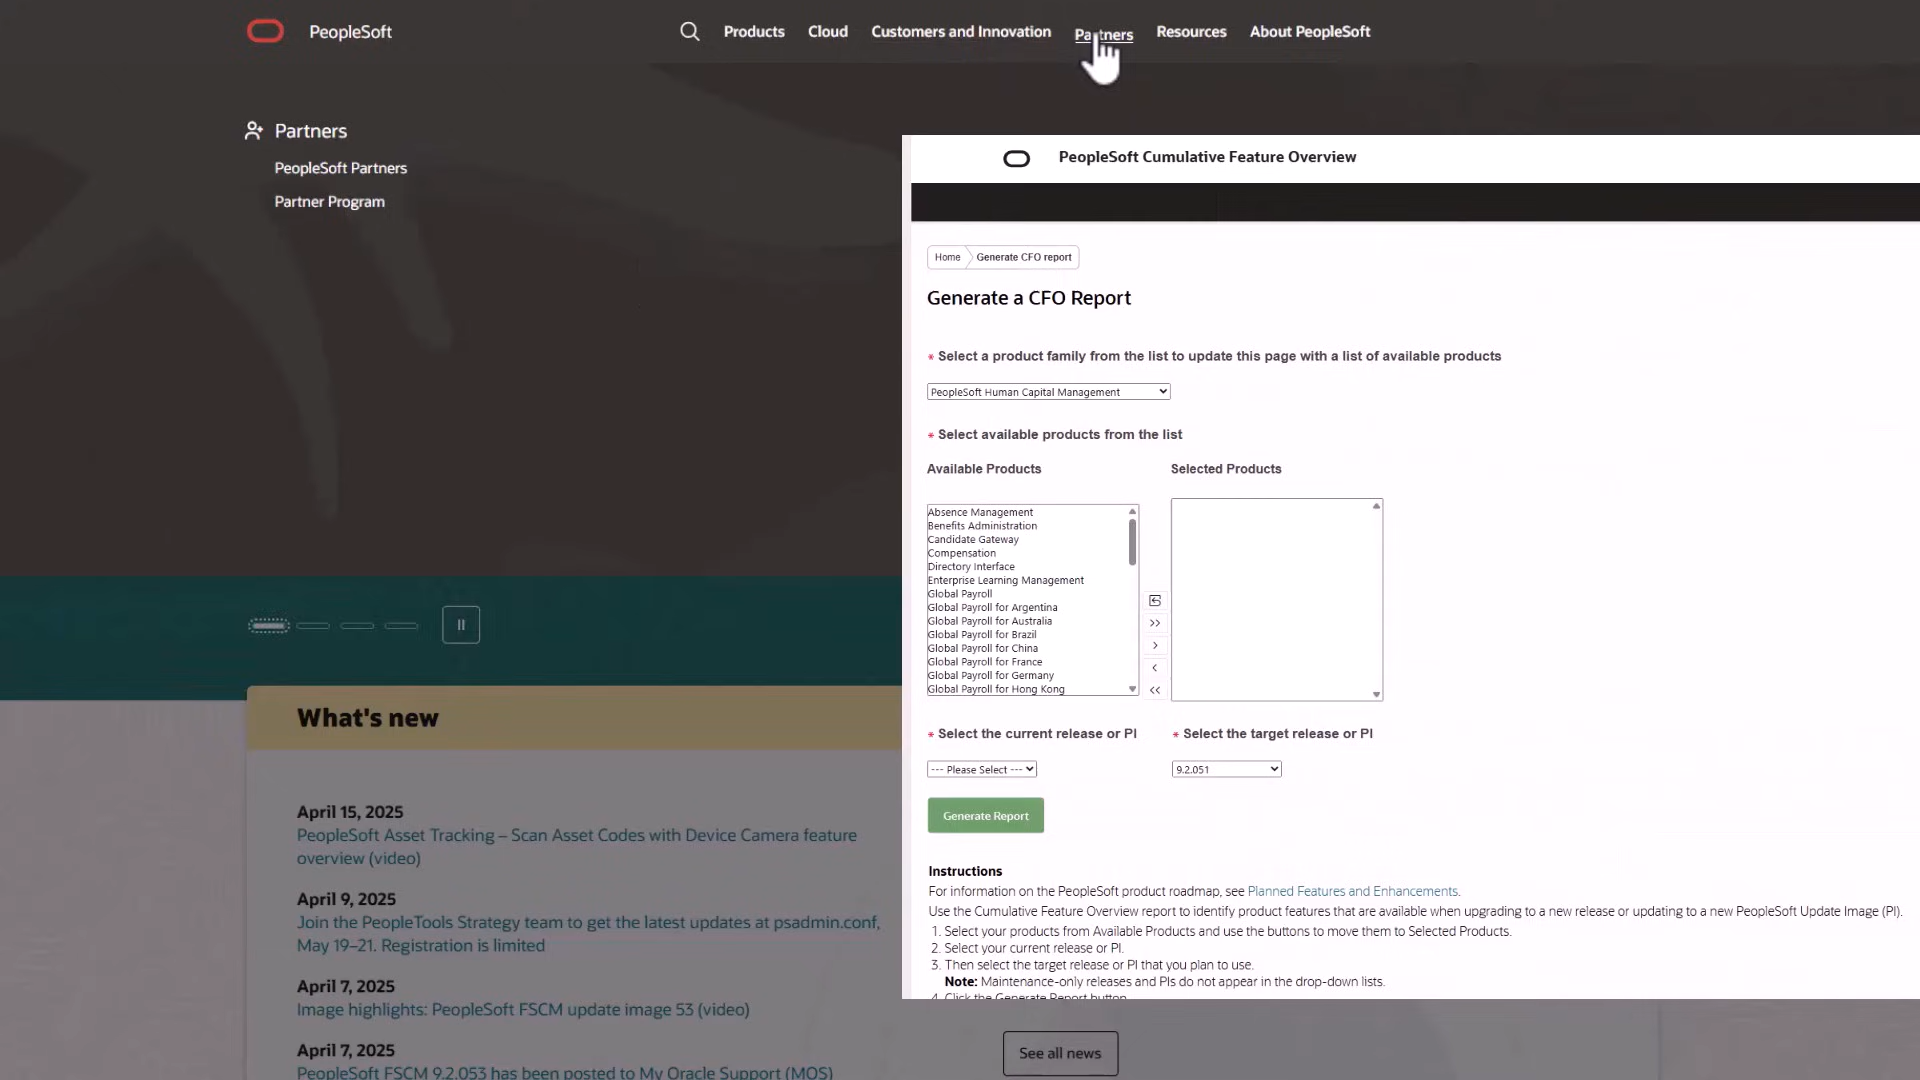 PeopleSoft
Products
Cloud
Customers and Innovation
Partners
Resources
About PeopleSoft
Partners
PeopleSoft Partners
Partner Program
What's new
April 15, 2025
PeopleSoft Asset Tracking – Scan Asset Codes with Device Camera feature
overview (video)
April 9, 2025
Join the PeopleTools Strategy team to get the latest updates at psadmin.conf,
May 19–21. Registration is limited
April 7, 2025
Image highlights: PeopleSoft FSCM update image 53 (video)
April 7, 2025
PeopleSoft FSCM 9.2.053 has been posted to My Oracle Support (MOS)
See all news
PeopleSoft Cumulative Feature Overview
Home
Generate CFO report
Generate a CFO Report
* Select a product family from the list to update this page with a list of available products
PeopleSoft Human Capital Management
* Select available products from the list
Available Products
Selected Products
Absence Management
Benefits Administration
Candidate Gateway
Compensation
Directory Interface
Enterprise Learning Management
Global Payroll
Global Payroll for Argentina
Global Payroll for Australia
Global Payroll for Brazil
Global Payroll for China
Global Payroll for France
Global Payroll for Germany
Global Payroll for Hong Kong
>>
>
<
<<
* Select the current release or PI
* Select the target release or PI
--- Please Select ---
9.2.051
Generate Report
Instructions
For information on the PeopleSoft product roadmap, see Planned Features and Enhancements.
Use the Cumulative Feature Overview report to identify product features that are available when upgrading to a new release or updating to a new PeopleSoft Update Image (PI).
1. Select your products from Available Products and use the buttons to move them to Selected Products.
2. Select your current release or PI.
3. Then select the target release or PI that you plan to use.
Note: Maintenance-only releases and PIs do not appear in the drop-down lists.
4. Click the Generate Report button.